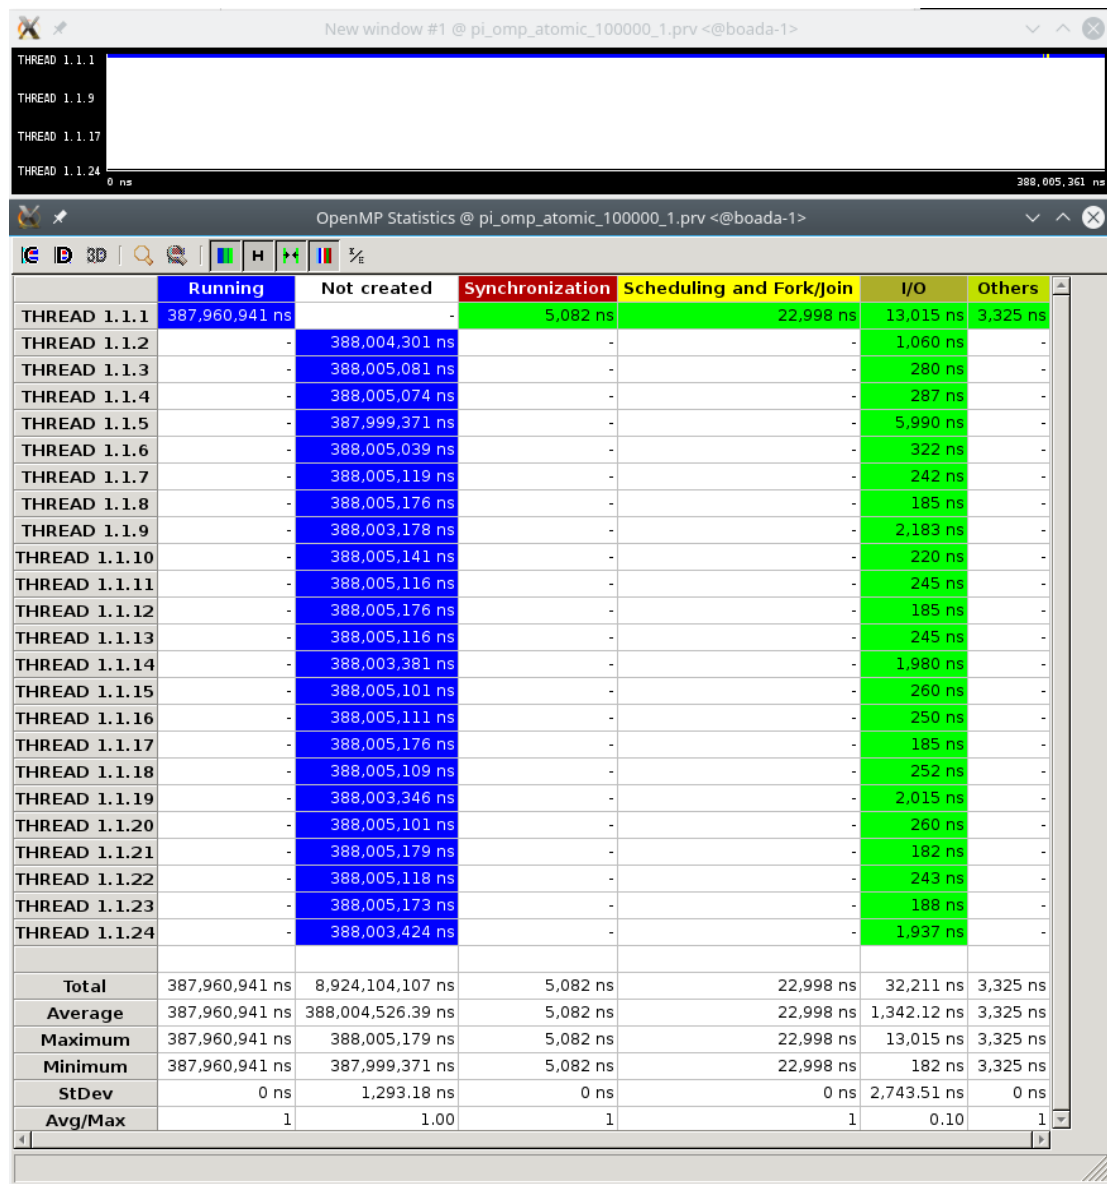 New window #1 @ pi_omp_atomic_100000_1.prv <@boada-1>
THREAD 1.1.1
THREAD 1.1.9
THREAD 1.1.17
THREAD 1.1.24
0 ns 388,005,361 ns
OpenMP Statistics @ pi_omp_atomic_100000_1.prv <@boada-1>
3D H
Running Not created Synchronization Scheduling and Fork/Join I/O Others
THREAD 1.1.1 387,960,941 ns - 5,082 ns 22,998 ns 13,015 ns 3,325 ns
THREAD 1.1.2 - 388,004,301 ns - - 1,060 ns -
THREAD 1.1.3 - 388,005,081 ns - - 280 ns -
THREAD 1.1.4 - 388,005,074 ns - - 287 ns -
THREAD 1.1.5 - 387,999,371 ns - - 5,990 ns -
THREAD 1.1.6 - 388,005,039 ns - - 322 ns -
THREAD 1.1.7 - 388,005,119 ns - - 242 ns -
THREAD 1.1.8 - 388,005,176 ns - - 185 ns -
THREAD 1.1.9 - 388,003,178 ns - - 2,183 ns -
THREAD 1.1.10 - 388,005,141 ns - - 220 ns -
THREAD 1.1.11 - 388,005,116 ns - - 245 ns -
THREAD 1.1.12 - 388,005,176 ns - - 185 ns -
THREAD 1.1.13 - 388,005,116 ns - - 245 ns -
THREAD 1.1.14 - 388,003,381 ns - - 1,980 ns -
THREAD 1.1.15 - 388,005,101 ns - - 260 ns -
THREAD 1.1.16 - 388,005,111 ns - - 250 ns -
THREAD 1.1.17 - 388,005,176 ns - - 185 ns -
THREAD 1.1.18 - 388,005,109 ns - - 252 ns -
THREAD 1.1.19 - 388,003,346 ns - - 2,015 ns -
THREAD 1.1.20 - 388,005,101 ns - - 260 ns -
THREAD 1.1.21 - 388,005,179 ns - - 182 ns -
THREAD 1.1.22 - 388,005,118 ns - - 243 ns -
THREAD 1.1.23 - 388,005,173 ns - - 188 ns -
THREAD 1.1.24 - 388,003,424 ns - - 1,937 ns -
Total 387,960,941 ns 8,924,104,107 ns 5,082 ns 22,998 ns 32,211 ns 3,325 ns
Average 387,960,941 ns 388,004,526.39 ns 5,082 ns 22,998 ns 1,342.12 ns 3,325 ns
Maximum 387,960,941 ns 388,005,179 ns 5,082 ns 22,998 ns 13,015 ns 3,325 ns
Minimum 387,960,941 ns 387,999,371 ns 5,082 ns 22,998 ns 182 ns 3,325 ns
StDev 0 ns 1,293.18 ns 0 ns 0 ns 2,743.51 ns 0 ns
Avg/Max 1 1.00 1 1 0.10 1